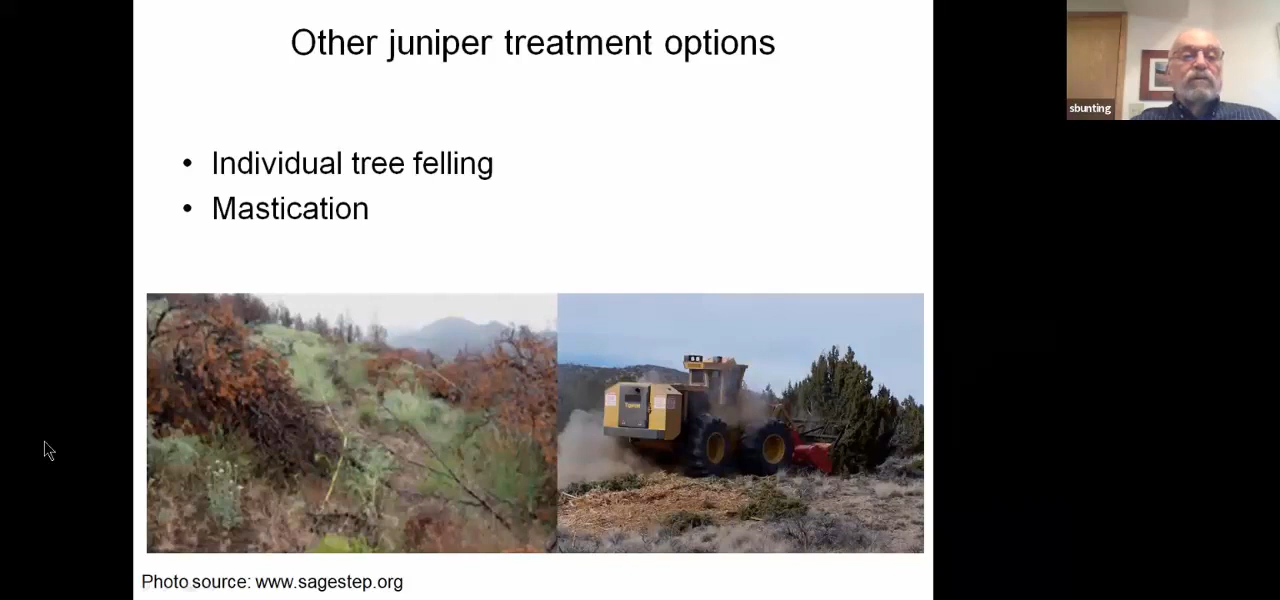 Other juniper treatment options
sbunting
• Individual tree felling
• Mastication
Photo source: www.sagestep.org